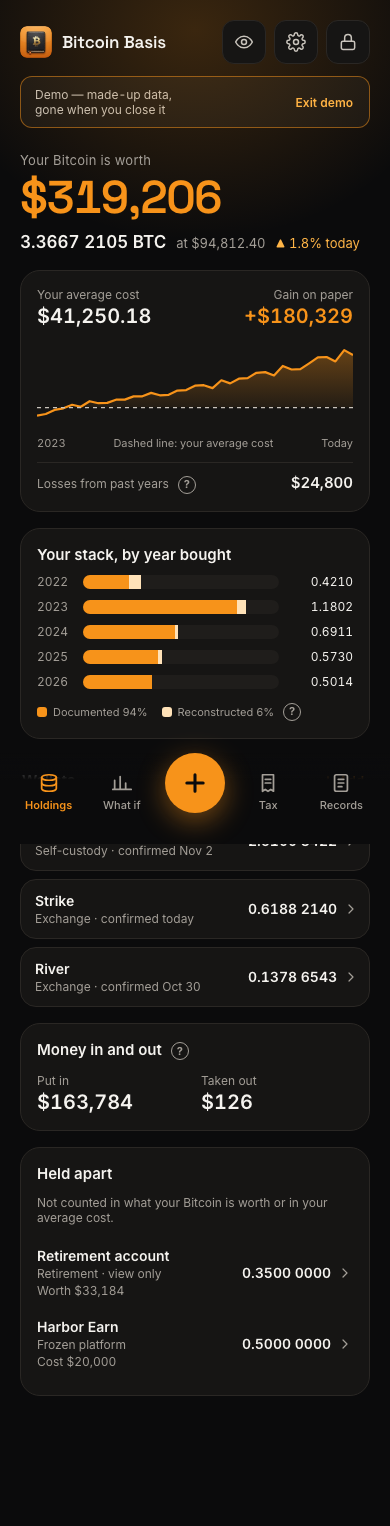 Bitcoin Basis
Demo — made-up data,
gone when you close it
Exit demo
Your Bitcoin is worth
$319,206
3.3667 2105 BTC at $94,812.40 ▲ 1.8% today
Your average cost Gain on paper
$41,250.18 +$180,329
2023 Dashed line: your average cost Today
Losses from past years ? $24,800
Your stack, by year bought
2022 0.4210
2023 1.1802
2024 0.6911
2025 0.5730
2026 0.5014
Documented 94% Reconstructed 6% ?
Holdings What if + Tax Records
Self-custody · confirmed Nov 2
Strike
Exchange · confirmed today
0.6188 2140
River
Exchange · confirmed Oct 30
0.1378 6543
Money in and out ?
Put in Taken out
$163,784 $126
Held apart
Not counted in what your Bitcoin is worth or in your
average cost.
Retirement account
Retirement · view only
Worth $33,184
0.3500 0000
Harbor Earn
Frozen platform
Cost $20,000
0.5000 0000